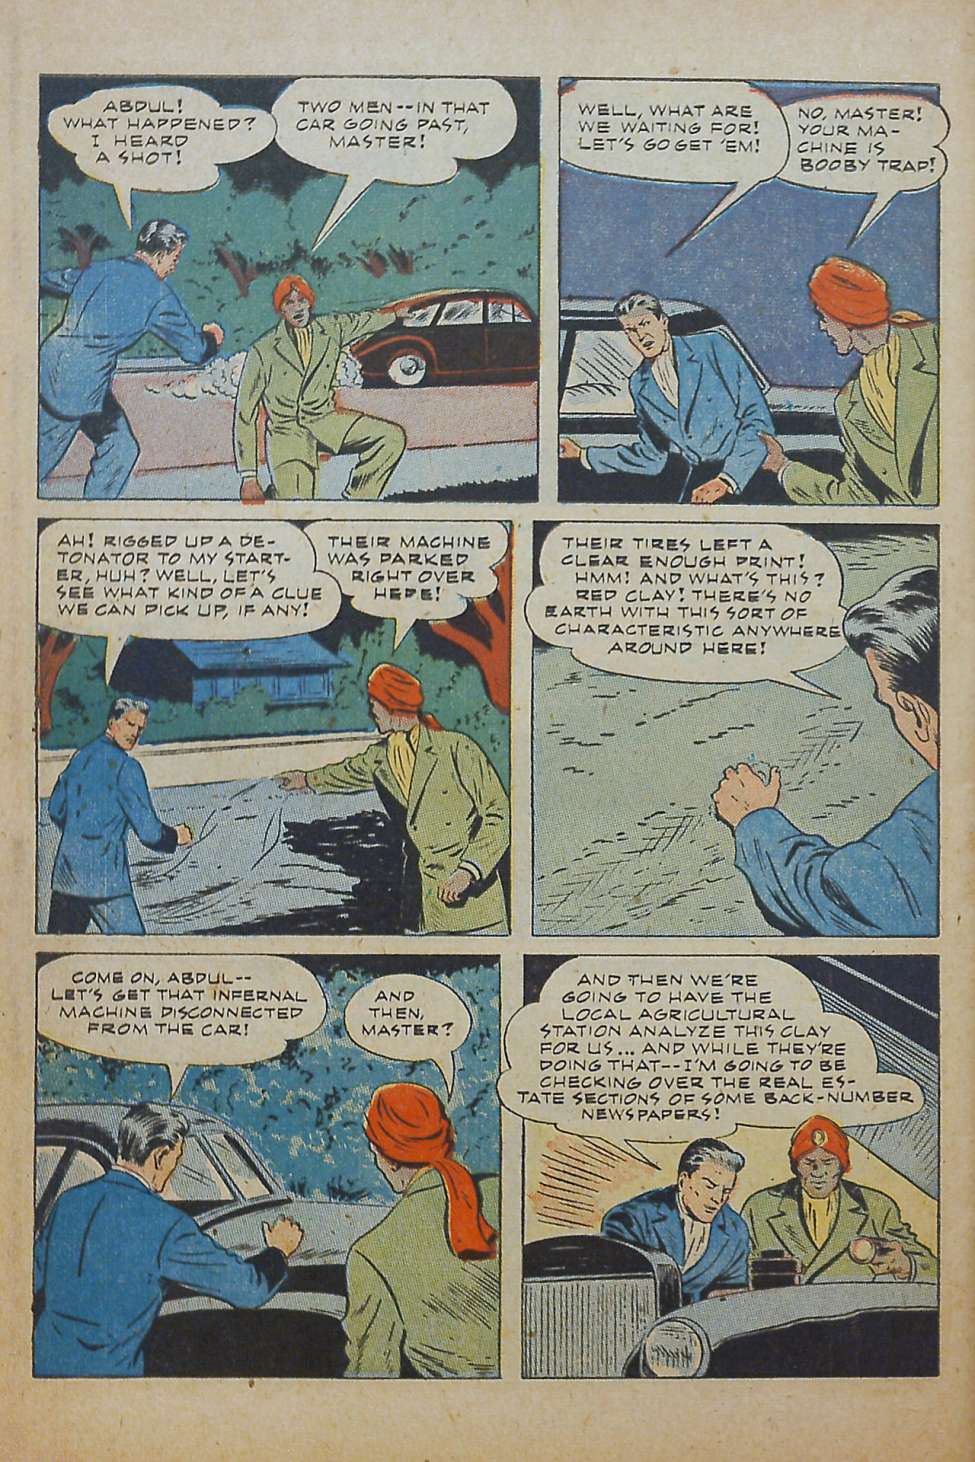 ABDUL!
WHAT HAPPENED?
I HEARD
A SHOT!
TWO MEN--IN THAT
CAR GOING PAST,
MASTER!
WELL, WHAT ARE
WE WAITING FOR!
LET'S GO GET 'EM!
NO, MASTER!
YOUR MA-
CHINE IS
BOOBY TRAP!
AH! RIGGED UP A DE-
TONATOR TO MY START-
ER, HUH? WELL, LET'S
SEE WHAT KIND OF A CLUE
WE CAN PICK UP, IF ANY!
THEIR MACHINE
WAS PARKED
RIGHT OVER
HERE!
THEIR TIRES LEFT A
CLEAR ENOUGH PRINT!
HMM! AND WHAT'S THIS?
RED CLAY! THERE'S NO
EARTH WITH THIS SORT OF
CHARACTERISTIC ANYWHERE
AROUND HERE!
COME ON, ABDUL--
LET'S GET THAT INFERNAL
MACHINE DISCONNECTED
FROM THE CAR!
AND
THEN,
MASTER?
AND THEN WE'RE
GOING TO HAVE THE
LOCAL AGRICULTURAL
STATION ANALYZE THIS CLAY
FOR US... AND WHILE THEY'RE
DOING THAT--I'M GOING TO BE
CHECKING OVER THE REAL ES-
TATE SECTIONS OF SOME BACK-NUMBER
NEWSPAPERS!